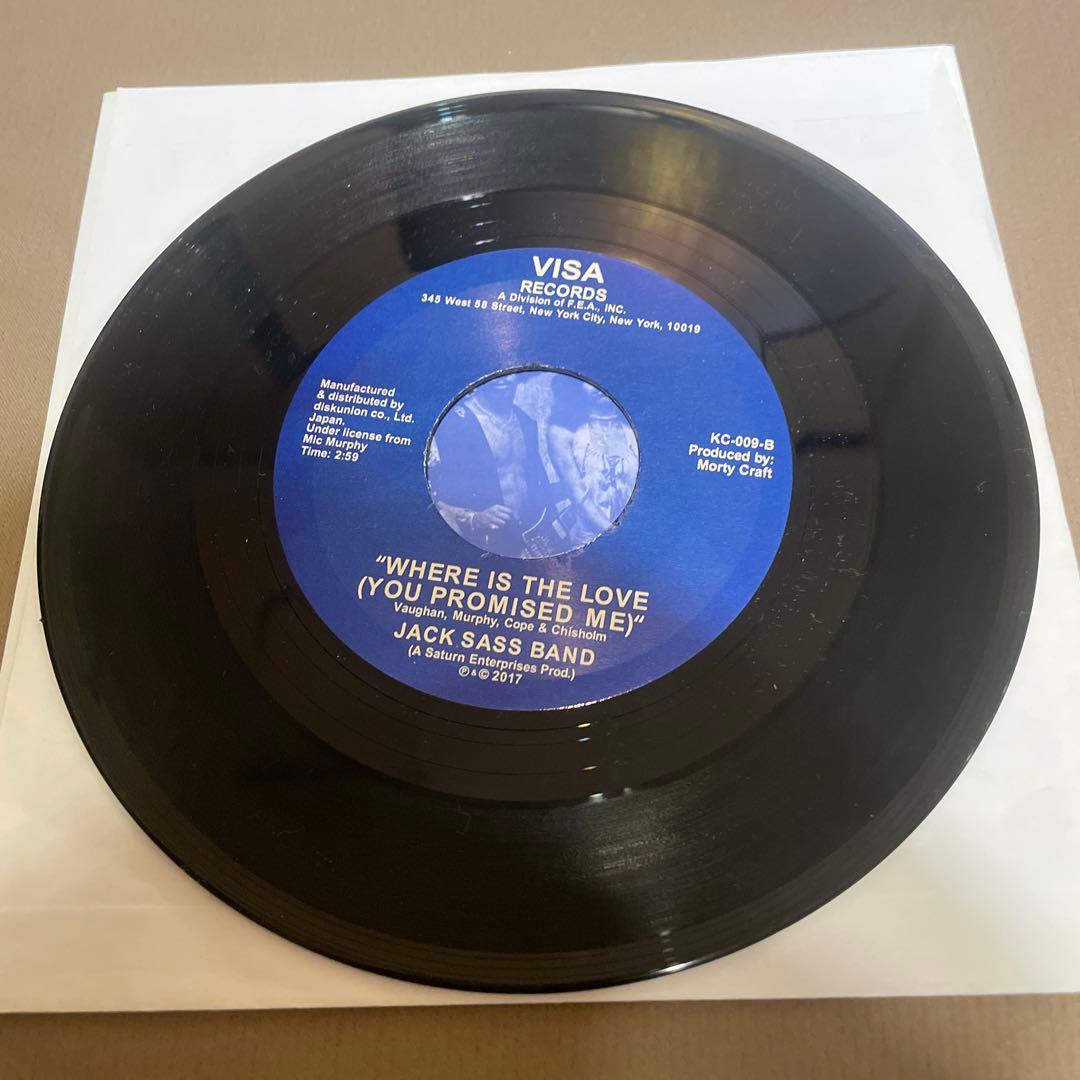 VISA
RECORDS
A Division of F.E.A., INC.
345 West 58 Street, New York City, New York, 10019
Manufactured
& distributed by
diskunion co., Ltd.
Japan.
Under license from
Mic Murphy
Time: 2:59
KC-009-B
Produced by:
Morty Craft
“WHERE IS THE LOVE
(YOU PROMISED ME)“
Vaughan, Murphy, Cope & Chisholm
JACK SASS BAND
(A Saturn Enterprises Prod.)
℗ & © 2017